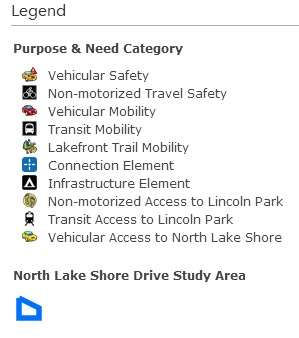 Legend
Purpose & Need Category
Vehicular Safety
Non-motorized Travel Safety
Vehicular Mobility
Transit Mobility
Lakefront Trail Mobility
Connection Element
Infrastructure Element
Non-motorized Access to Lincoln Park
Transit Access to Lincoln Park
Vehicular Access to North Lake Shore
North Lake Shore Drive Study Area